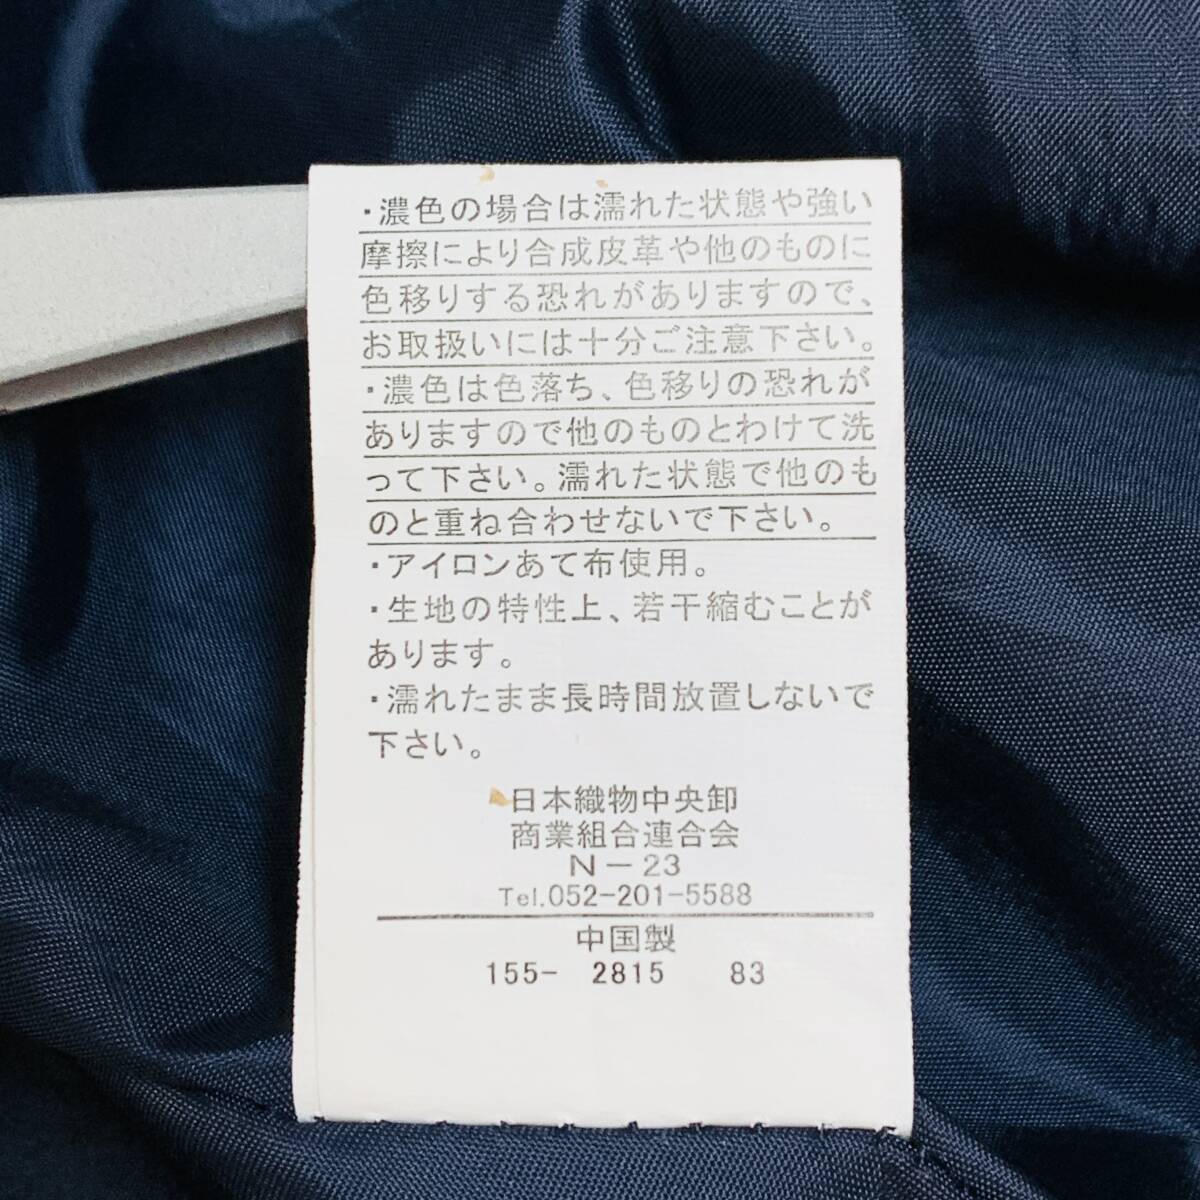 ・濃色の場合は濡れた状態や強い
摩擦により合成皮革や他のものに
色移りする恐れがありますので、
お取扱いには十分ご注意下さい。
・濃色は色落ち、色移りの恐れが
ありますので他のものとわけて洗
って下さい。濡れた状態で他のも
のと重ね合わせないで下さい。
・アイロンあて布使用。
・生地の特性上、若干縮むことが
あります。
・濡れたまま長時間放置しないで
下さい。
日本織物中央卸
商業組合連合会
N－23
Tel.052-201-5588
中国製
155- 2815 83